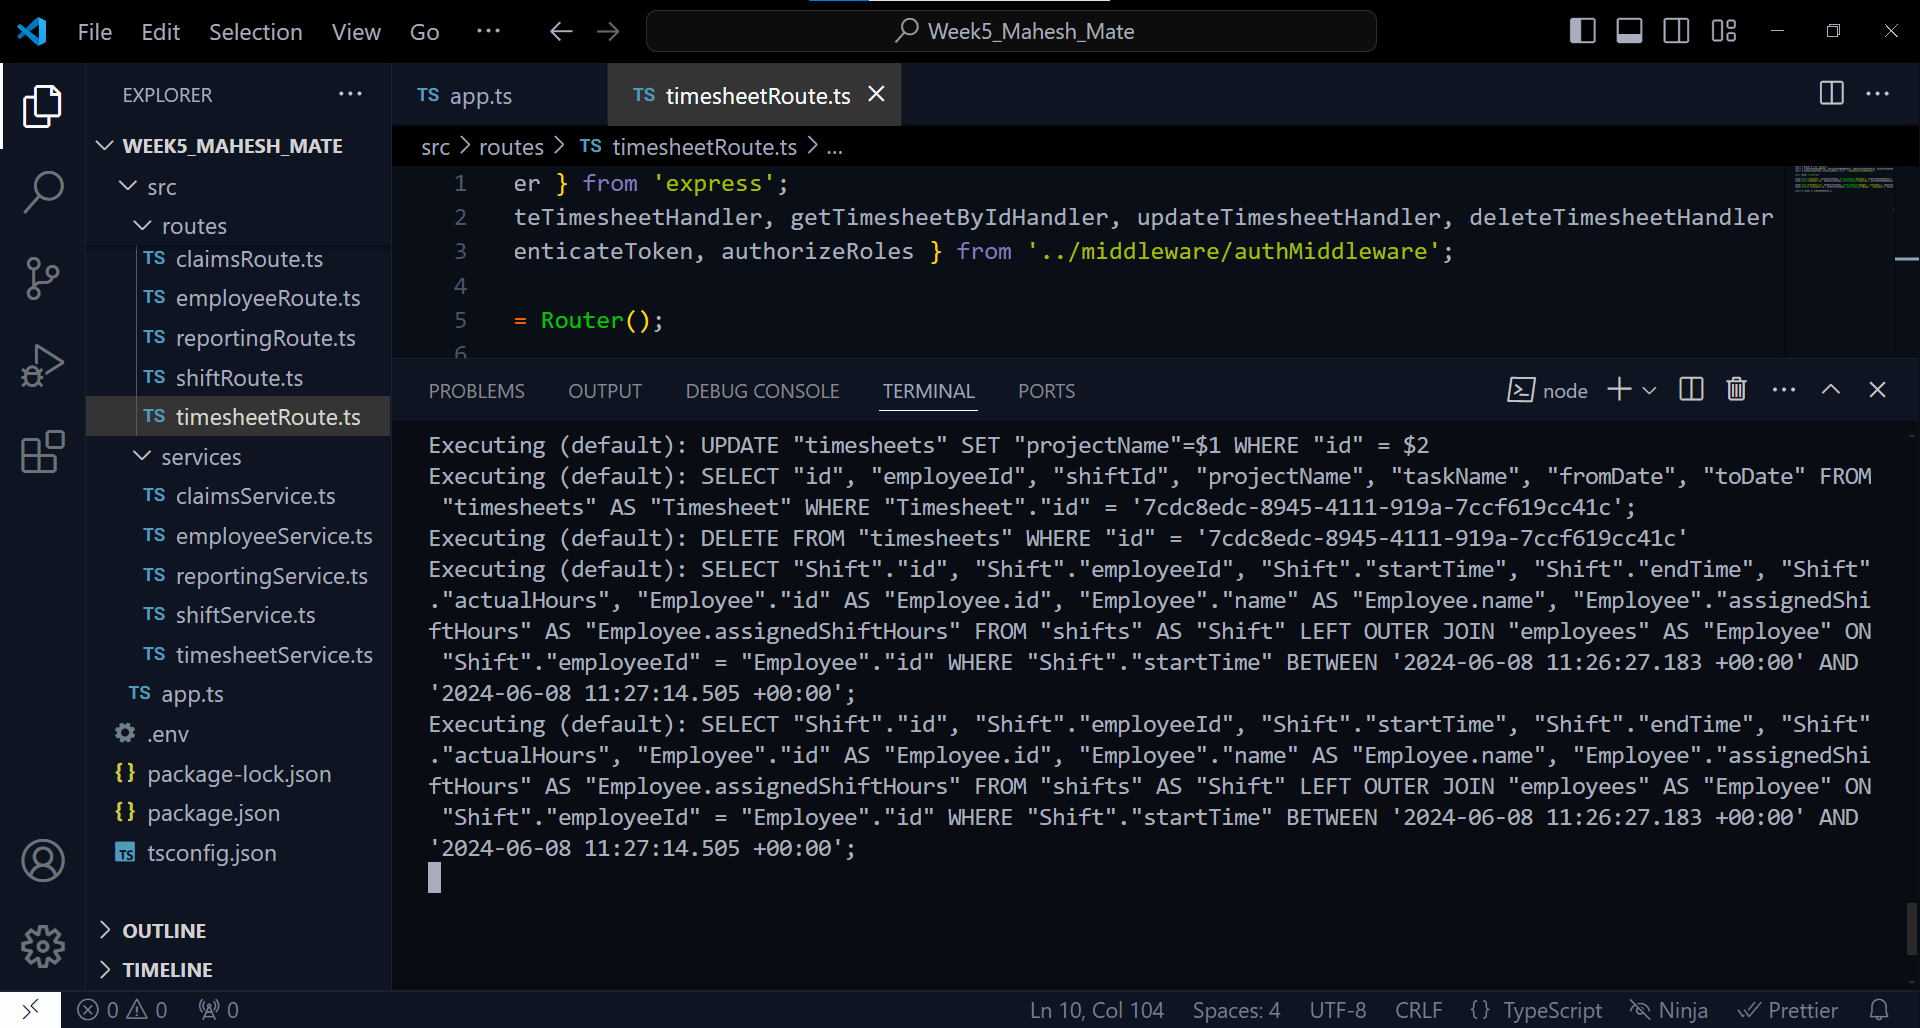 File Edit Selection View Go ··· Week5_Mahesh_Mate
EXPLORER ···
WEEK5_MAHESH_MATE
src
routes
TS claimsRoute.ts
TS employeeRoute.ts
TS reportingRoute.ts
TS shiftRoute.ts
TS timesheetRoute.ts
services
TS claimsService.ts
TS employeeService.ts
TS reportingService.ts
TS shiftService.ts
TS timesheetService.ts
TS app.ts
.env
{} package-lock.json
{} package.json
TS tsconfig.json
OUTLINE
TIMELINE
TS app.ts TS timesheetRoute.ts
src > routes > TS timesheetRoute.ts > ...
1 er } from 'express';
2 teTimesheetHandler, getTimesheetByIdHandler, updateTimesheetHandler, deleteTimesheetHandler
3 enticateToken, authorizeRoles } from '../middleware/authMiddleware';
4
5 = Router();
6
PROBLEMS OUTPUT DEBUG CONSOLE TERMINAL PORTS node
Executing (default): UPDATE "timesheets" SET "projectName"=$1 WHERE "id" = $2
Executing (default): SELECT "id", "employeeId", "shiftId", "projectName", "taskName", "fromDate", "toDate" FROM
"timesheets" AS "Timesheet" WHERE "Timesheet"."id" = '7cdc8edc-8945-4111-919a-7ccf619cc41c';
Executing (default): DELETE FROM "timesheets" WHERE "id" = '7cdc8edc-8945-4111-919a-7ccf619cc41c'
Executing (default): SELECT "Shift"."id", "Shift"."employeeId", "Shift"."startTime", "Shift"."endTime", "Shift"
."actualHours", "Employee"."id" AS "Employee.id", "Employee"."name" AS "Employee.name", "Employee"."assignedShi
ftHours" AS "Employee.assignedShiftHours" FROM "shifts" AS "Shift" LEFT OUTER JOIN "employees" AS "Employee" ON
"Shift"."employeeId" = "Employee"."id" WHERE "Shift"."startTime" BETWEEN '2024-06-08 11:26:27.183 +00:00' AND
'2024-06-08 11:27:14.505 +00:00';
Executing (default): SELECT "Shift"."id", "Shift"."employeeId", "Shift"."startTime", "Shift"."endTime", "Shift"
."actualHours", "Employee"."id" AS "Employee.id", "Employee"."name" AS "Employee.name", "Employee"."assignedShi
ftHours" AS "Employee.assignedShiftHours" FROM "shifts" AS "Shift" LEFT OUTER JOIN "employees" AS "Employee" ON
"Shift"."employeeId" = "Employee"."id" WHERE "Shift"."startTime" BETWEEN '2024-06-08 11:26:27.183 +00:00' AND
'2024-06-08 11:27:14.505 +00:00';
0 0 0 Ln 10, Col 104 Spaces: 4 UTF-8 CRLF {} TypeScript Ninja Prettier